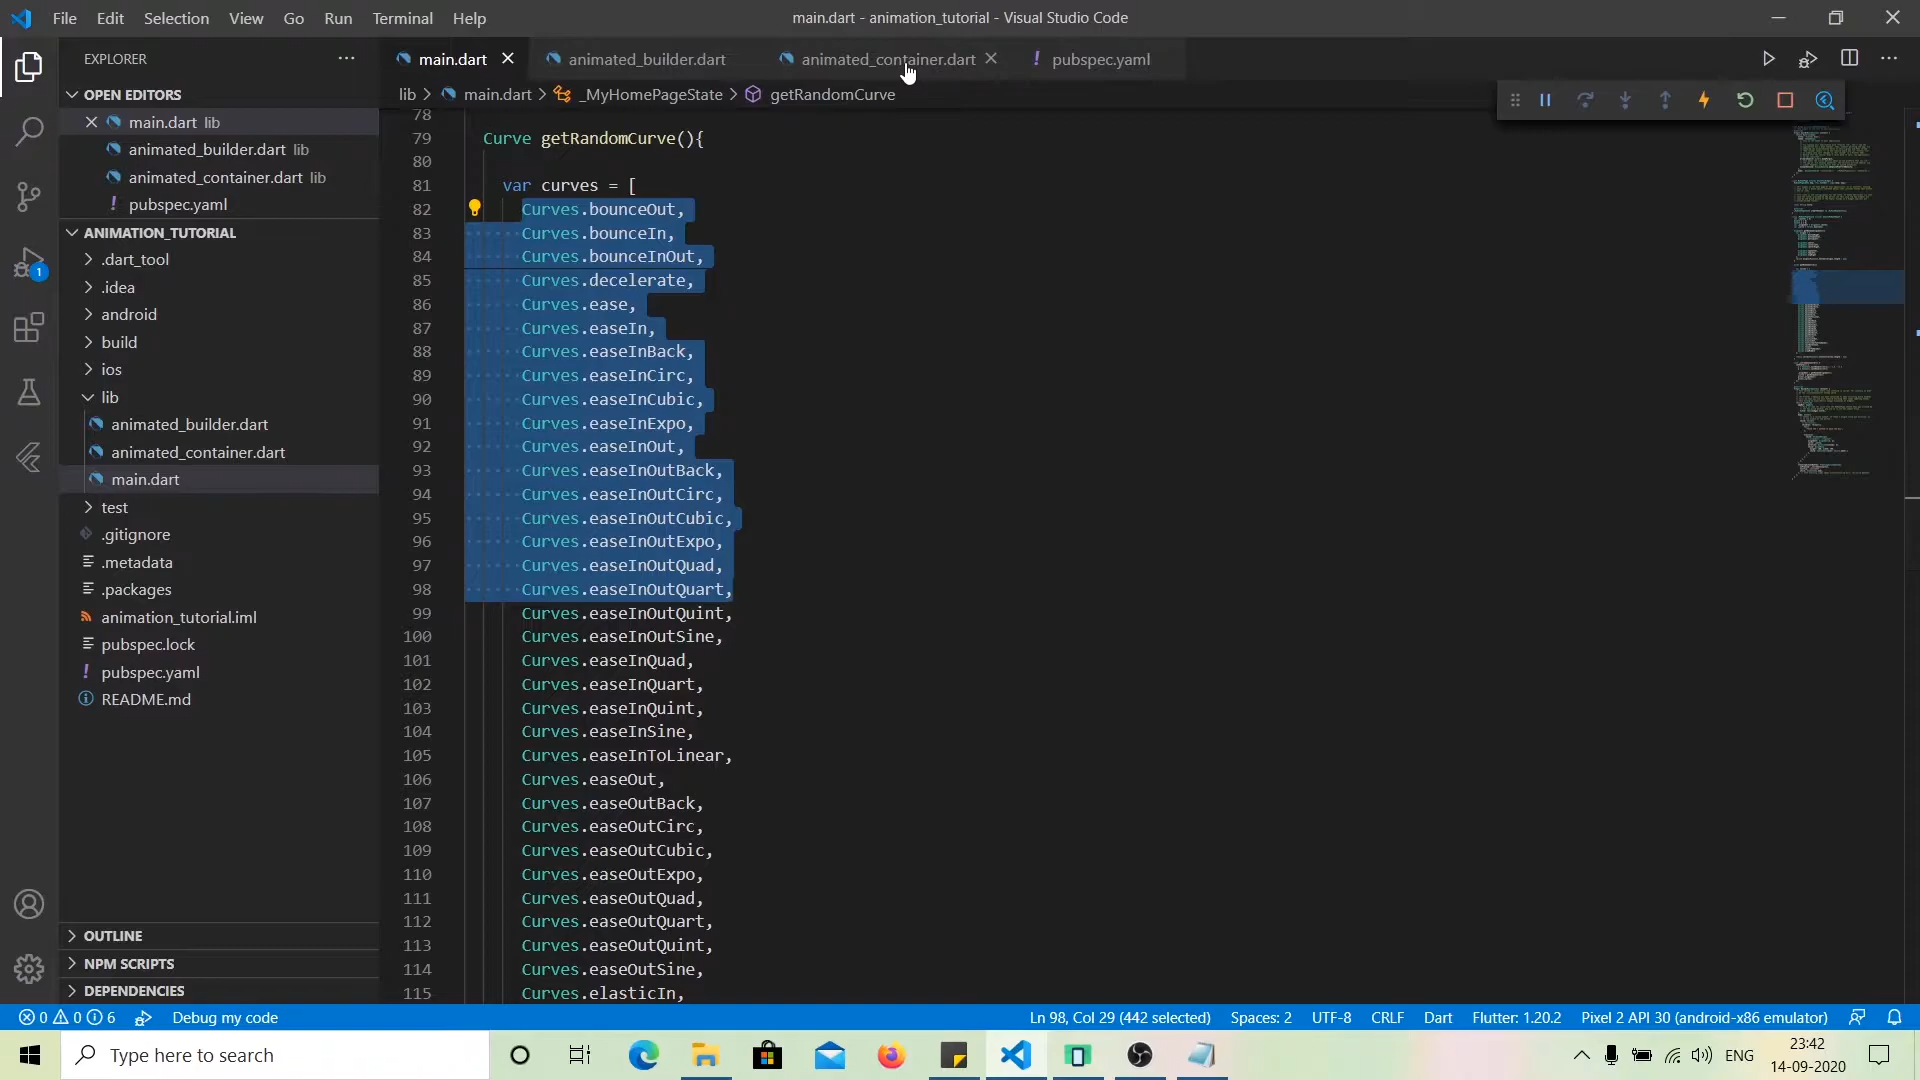 File Edit Selection View Go Run Terminal Help
main.dart - animation_tutorial - Visual Studio Code
EXPLORER
main.dart
animated_builder.dart
animated_container.dart
! pubspec.yaml
lib > main.dart > _MyHomePageState > getRandomCurve
OPEN EDITORS
main.dart lib
animated_builder.dart lib
animated_container.dart lib
! pubspec.yaml
ANIMATION_TUTORIAL
.dart_tool
.idea
android
build
ios
lib
animated_builder.dart
animated_container.dart
main.dart
test
.gitignore
.metadata
.packages
animation_tutorial.iml
pubspec.lock
! pubspec.yaml
README.md
OUTLINE
NPM SCRIPTS
DEPENDENCIES
1
78
79 Curve getRandomCurve(){
80
81 var curves = [
82 Curves.bounceOut,
83 Curves.bounceIn,
84 Curves.bounceInOut,
85 Curves.decelerate,
86 Curves.ease,
87 Curves.easeIn,
88 Curves.easeInBack,
89 Curves.easeInCirc,
90 Curves.easeInCubic,
91 Curves.easeInExpo,
92 Curves.easeInOut,
93 Curves.easeInOutBack,
94 Curves.easeInOutCirc,
95 Curves.easeInOutCubic,
96 Curves.easeInOutExpo,
97 Curves.easeInOutQuad,
98 Curves.easeInOutQuart,
99 Curves.easeInOutQuint,
100 Curves.easeInOutSine,
101 Curves.easeInQuad,
102 Curves.easeInQuart,
103 Curves.easeInQuint,
104 Curves.easeInSine,
105 Curves.easeInToLinear,
106 Curves.easeOut,
107 Curves.easeOutBack,
108 Curves.easeOutCirc,
109 Curves.easeOutCubic,
110 Curves.easeOutExpo,
111 Curves.easeOutQuad,
112 Curves.easeOutQuart,
113 Curves.easeOutQuint,
114 Curves.easeOutSine,
115 Curves.elasticIn,
0 0 6 Debug my code
Ln 98, Col 29 (442 selected) Spaces: 2 UTF-8 CRLF Dart Flutter: 1.20.2 Pixel 2 API 30 (android-x86 emulator)
Type here to search
ENG
23:42
14-09-2020